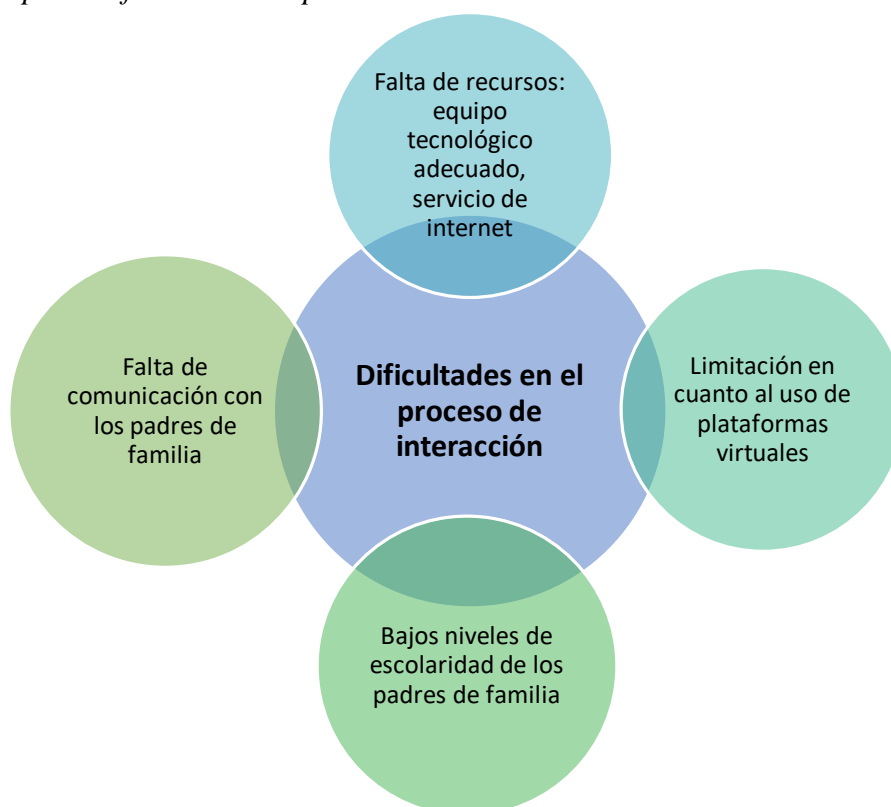 Falta de recursos:
equipo
tecnológico
adecuado,
servicio de
internet
Falta de
comunicación con
los padres de
familia
Dificultades en el
proceso de
interacción
Limitación en
cuanto al uso de
plataformas
virtuales
Bajos niveles de
escolaridad de los
padres de familia